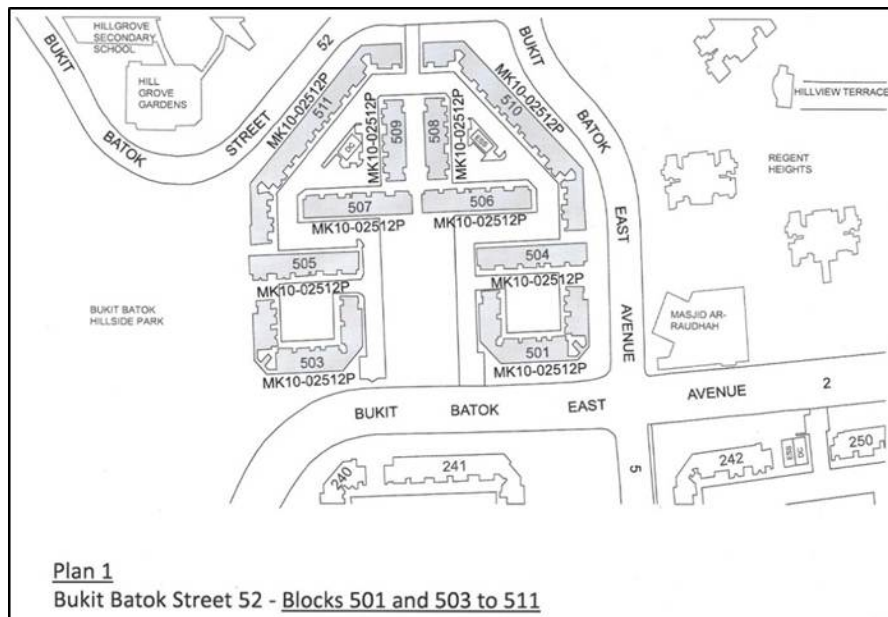 HILLGROVE
SECONDARY
SCHOOL
HILL
GROVE
GARDENS
BUKIT
BATOK
STREET
52
BUKIT
BATOK
EAST
AVENUE
5
HILLVIEW TERRACE
REGENT
HEIGHTS
MASJID AR-
RAUDHAH
BUKIT BATOK
HILLSIDE PARK
511
MK10-02512P
510
MK10-02512P
509
MK10-02512P
508
MK10-02512P
DC
ESS
507
MK10-02512P
506
MK10-02512P
505
MK10-02512P
504
MK10-02512P
503
MK10-02512P
501
MK10-02512P
BUKIT BATOK EAST AVENUE 2
240
241
242
ESS
DC
250
Plan 1
Bukit Batok Street 52 - Blocks 501 and 503 to 511